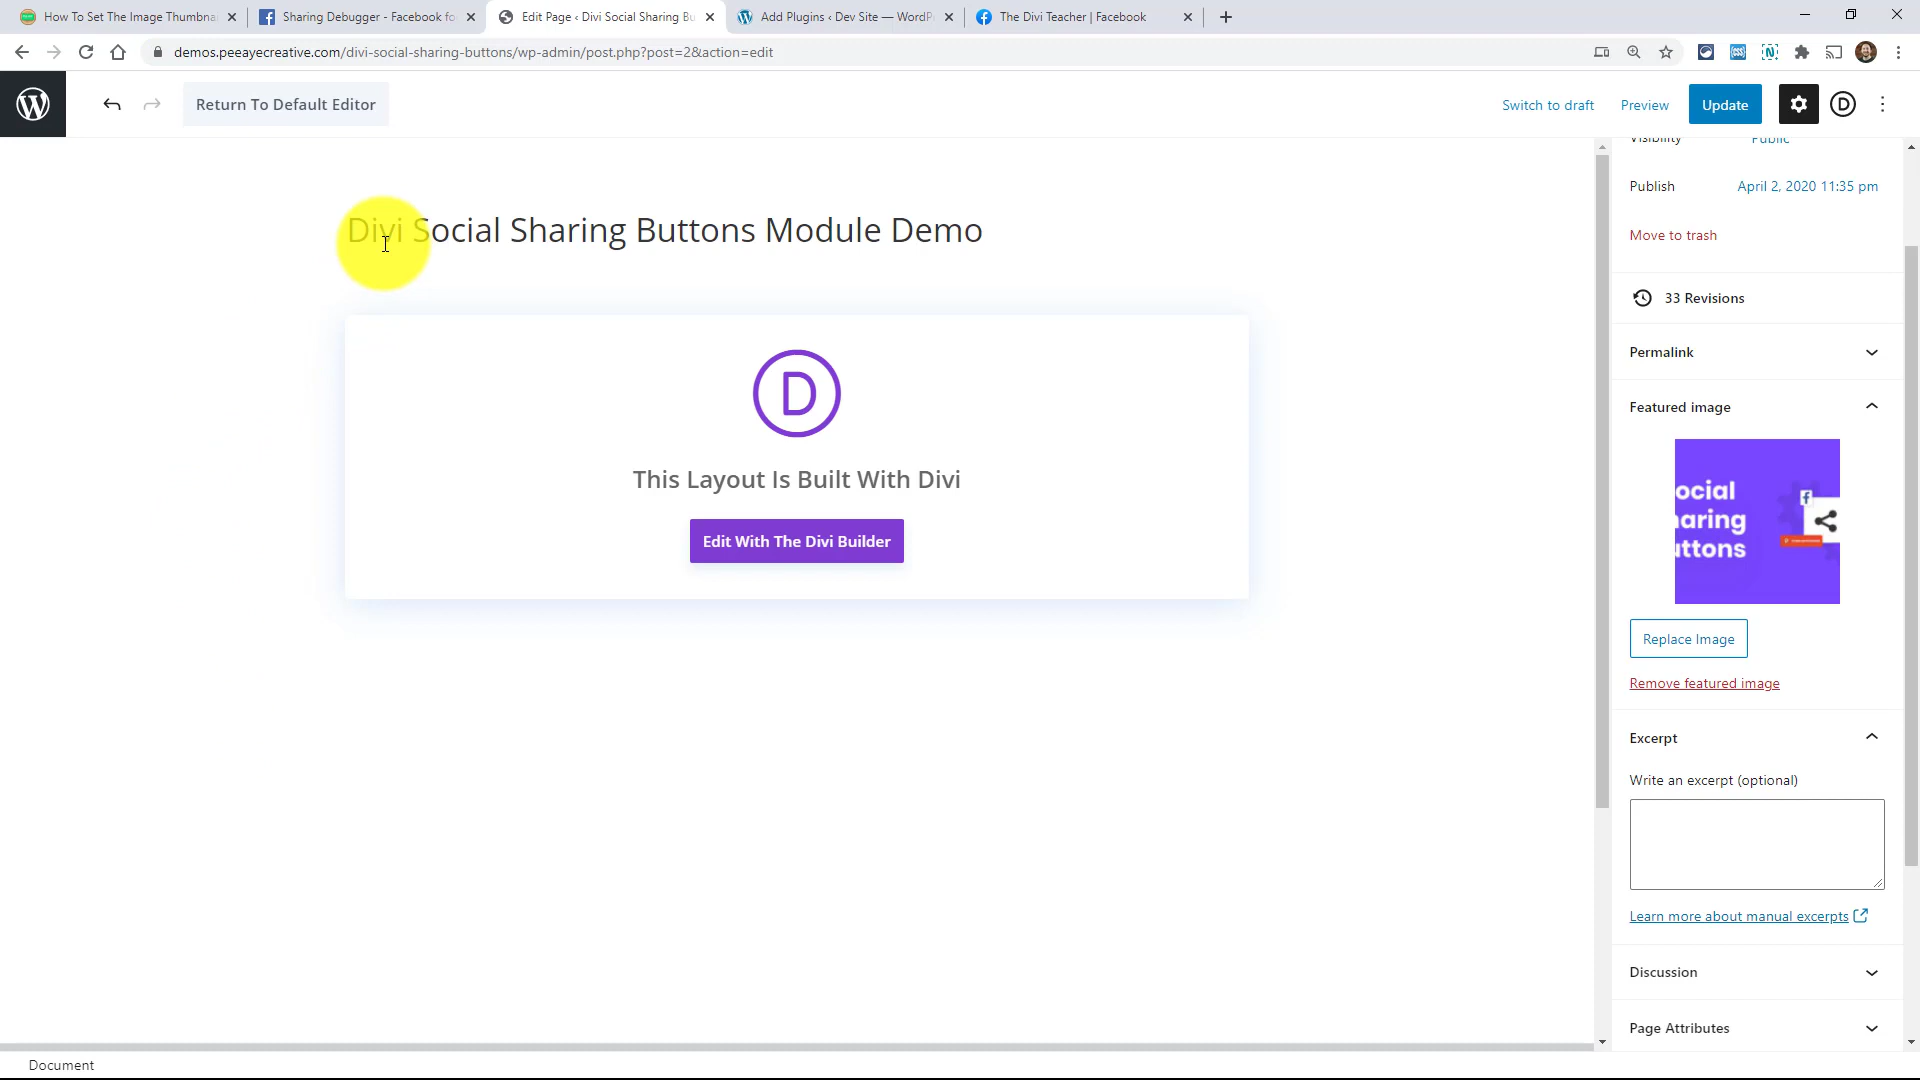 How To Set The Image Thumbna
Sharing Debugger - Facebook fo
Edit Page ‹ Divi Social Sharing Bu
Add Plugins ‹ Dev Site — WordP
The Divi Teacher | Facebook
demos.peeayecreative.com/divi-social-sharing-buttons/wp-admin/post.php?post=2&action=edit
Return To Default Editor
Switch to draft
Preview
Update
Visibility
Public
Publish
April 2, 2020 11:35 pm
Divi Social Sharing Buttons Module Demo
Move to trash
33 Revisions
Permalink
Featured image
D
This Layout Is Built With Divi
Edit With The Divi Builder
ocial
haring
uttons
Replace Image
Remove featured image
Excerpt
Write an excerpt (optional)
Learn more about manual excerpts
Discussion
Page Attributes
Document